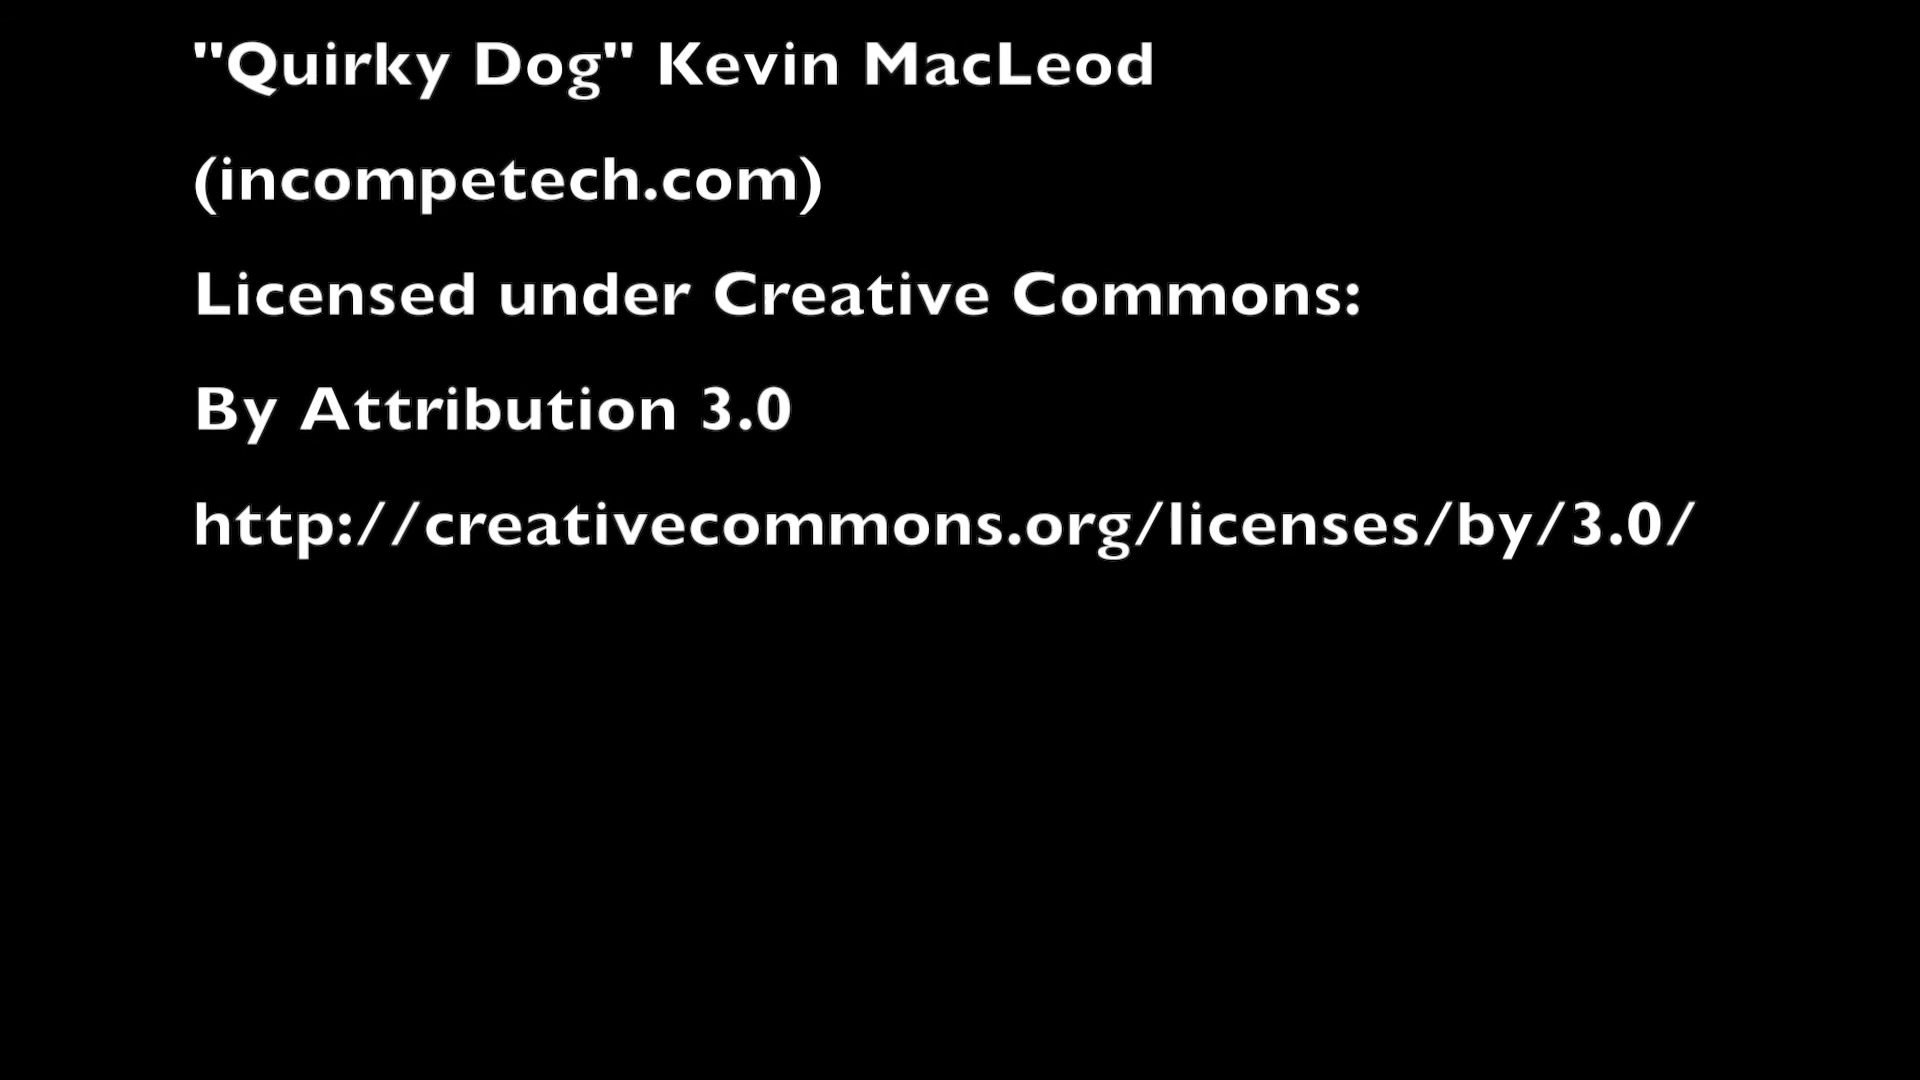 "Quirky Dog" Kevin MacLeod
(incompetech.com)
Licensed under Creative Commons:
By Attribution 3.0
http://creativecommons.org/licenses/by/3.0/